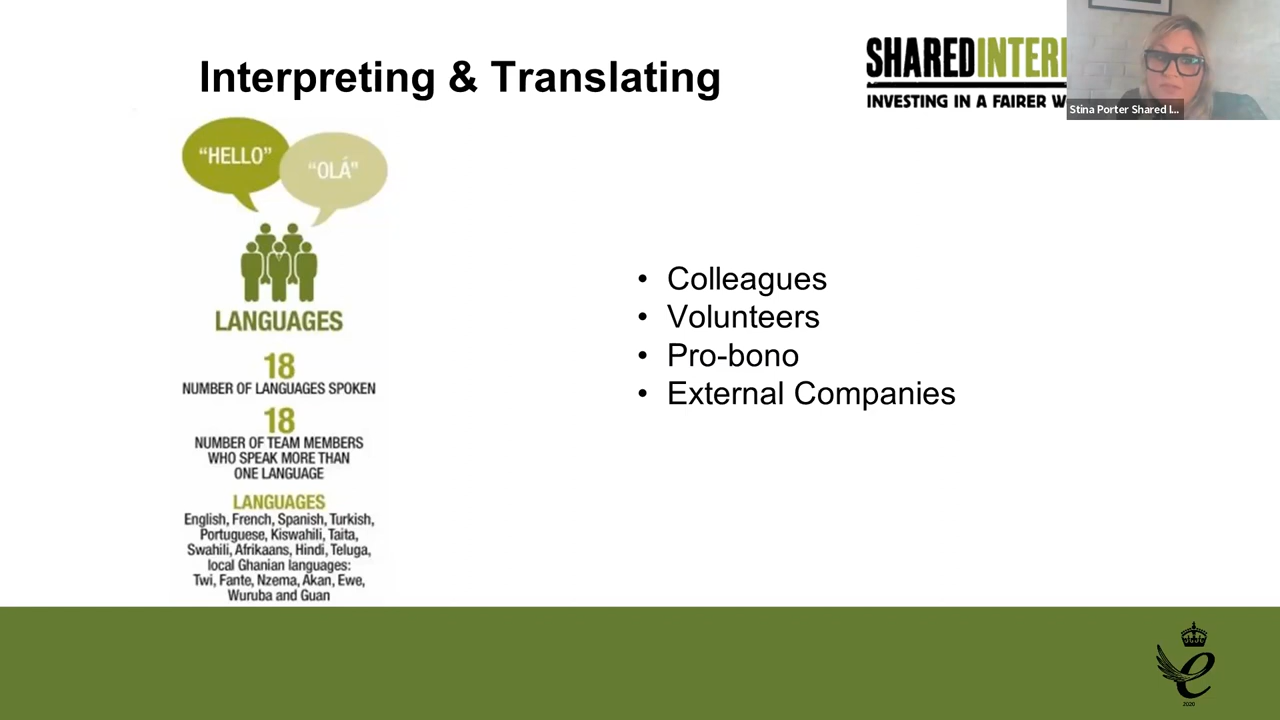 Interpreting & Translating
SHAREDINTER
INVESTING IN A FAIRER W
Stina Porter Shared I...
"HELLO"
"OLÁ"
LANGUAGES
18
NUMBER OF LANGUAGES SPOKEN
18
NUMBER OF TEAM MEMBERS
WHO SPEAK MORE THAN
ONE LANGUAGE
LANGUAGES
English, French, Spanish, Turkish,
Portuguese, Kiswahili, Taita,
Swahili, Afrikaans, Hindi, Teluga,
local Ghanian languages:
Twi, Fante, Nzema, Akan, Ewe,
Wuruba and Guan
• Colleagues
• Volunteers
• Pro-bono
• External Companies
e
2020